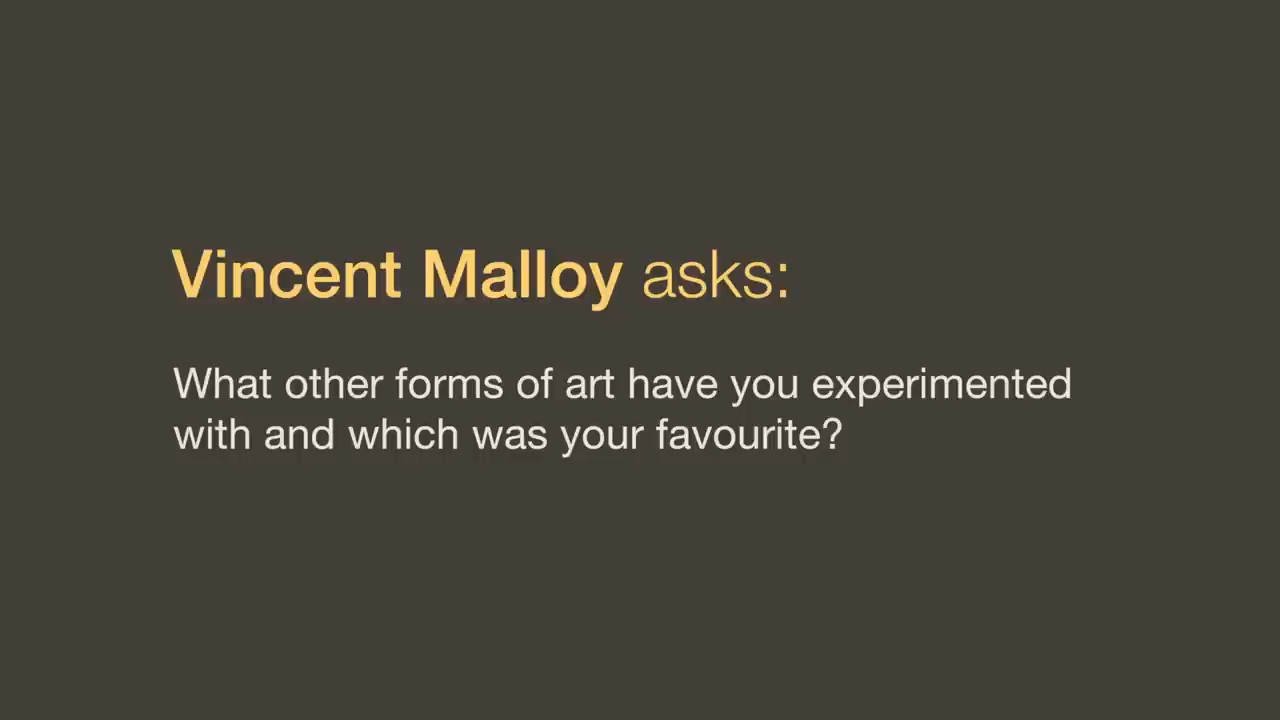 Vincent Malloy asks:
What other forms of art have you experimented
with and which was your favourite?